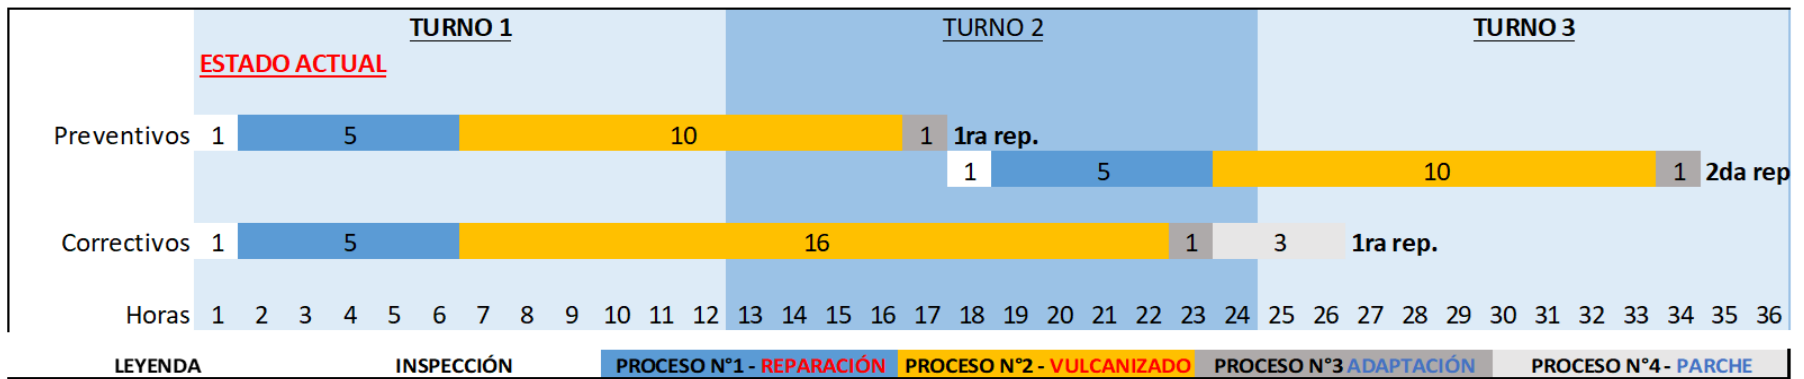 TURNO 1 TURNO 2 TURNO 3
ESTADO ACTUAL
Preventivos 1 5 10 1 1ra rep.
1 5 10 1 2da rep
Correctivos 1 5 16 1 3 1ra rep.
Horas 1 2 3 4 5 6 7 8 9 10 11 12 13 14 15 16 17 18 19 20 21 22 23 24 25 26 27 28 29 30 31 32 33 34 35 36
LEYENDA INSPECCIÓN PROCESO N°1 - REPARACIÓN PROCESO N°2 - VULCANIZADO PROCESO N°3 ADAPTACIÓN PROCESO N°4 - PARCHE